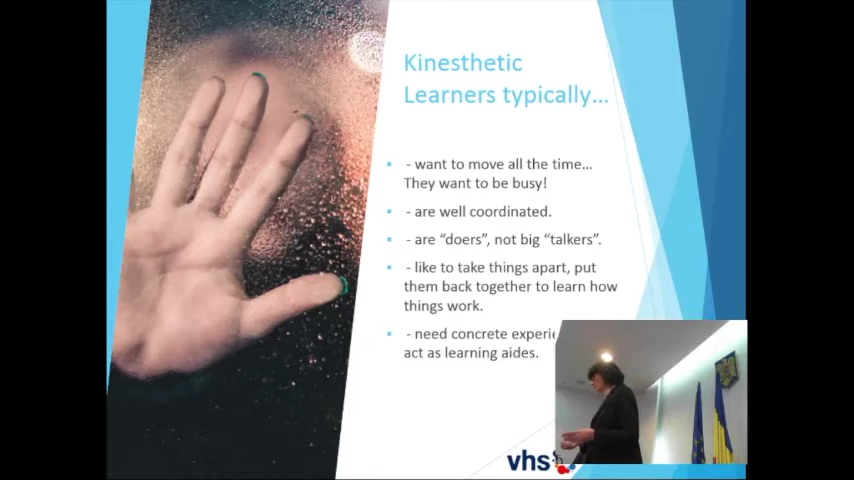 Kinesthetic
Learners typically...
- want to move all the time...
They want to be busy!
- are well coordinated.
- are “doers”, not big “talkers”.
- like to take things apart, put
them back together to learn how
things work.
- need concrete
act as learning aides.
vhs